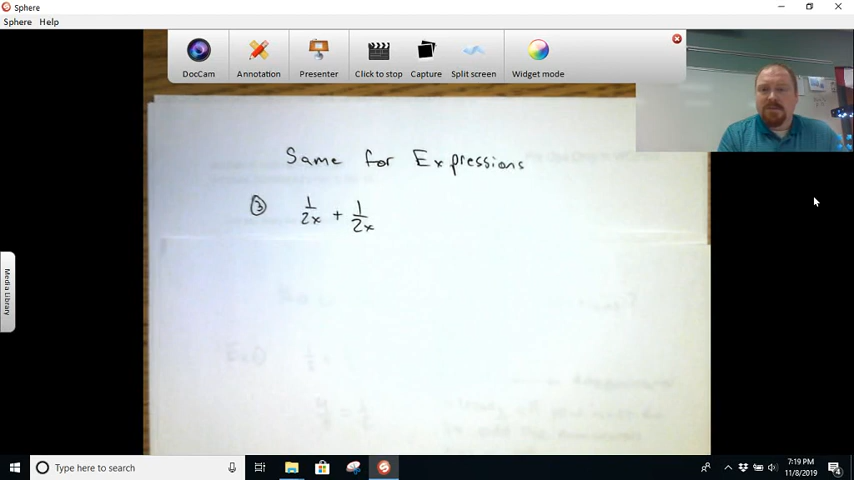 Sphere
Sphere Help
DocCam Annotation Presenter Click to stop Capture Split screen Widget mode
Same for Expressions
③ 1/2x + 1/2x
Media Library
Type here to search
7:19 PM
11/8/2019
4